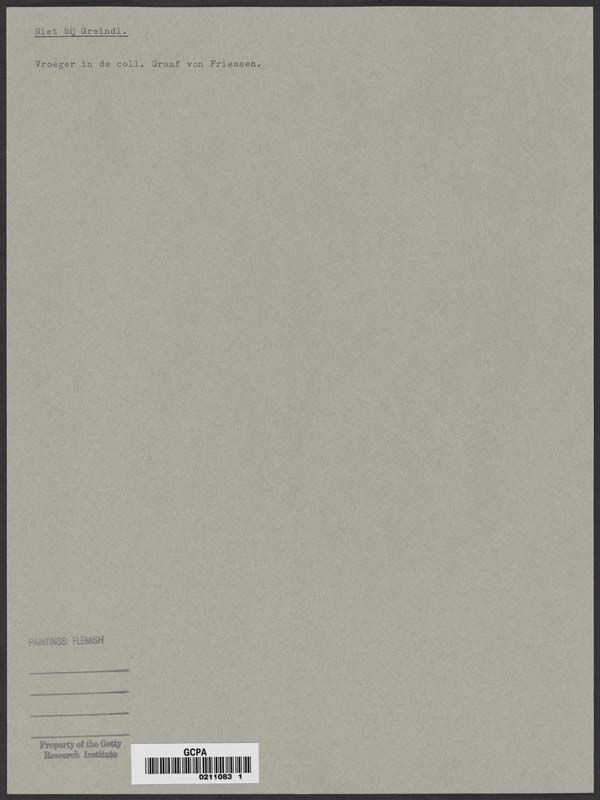 Niet bij Greindl.
Vroeger in de coll. Graaf von Friessen.
PAINTINGS: FLEMISH
Property of the Getty
Research Institute
GCPA
0211083 1